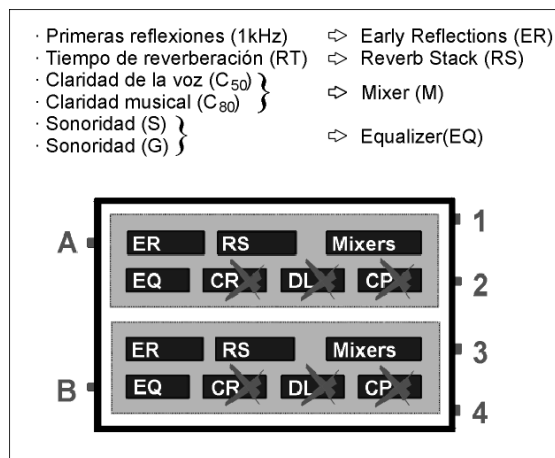 · Primeras reflexiones (1kHz) ⇨ Early Reflections (ER)
· Tiempo de reverberación (RT) ⇨ Reverb Stack (RS)
· Claridad de la voz (C50)
· Claridad musical (C80) ⇨ Mixer (M)
· Sonoridad (S)
· Sonoridad (G) ⇨ Equalizer(EQ)
1
A
ER RS Mixers
EQ CR DL CP
2
ER RS Mixers
3
B
EQ CR DL CP
4